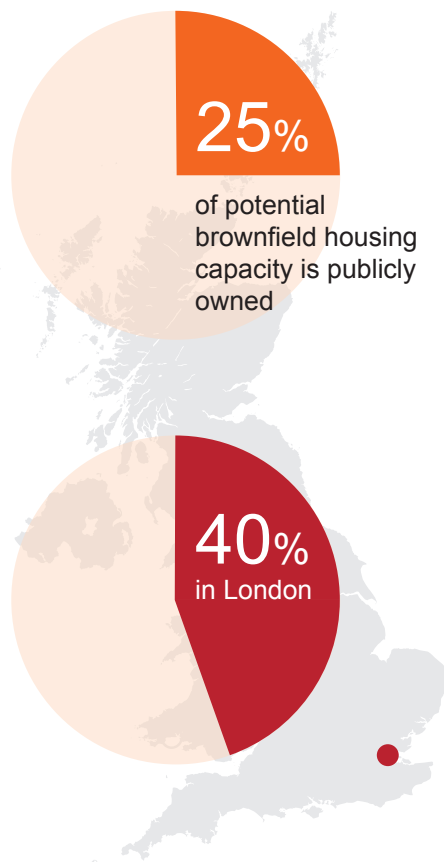 25%
of potential
brownfield housing
capacity is publicly
owned
40%
in London